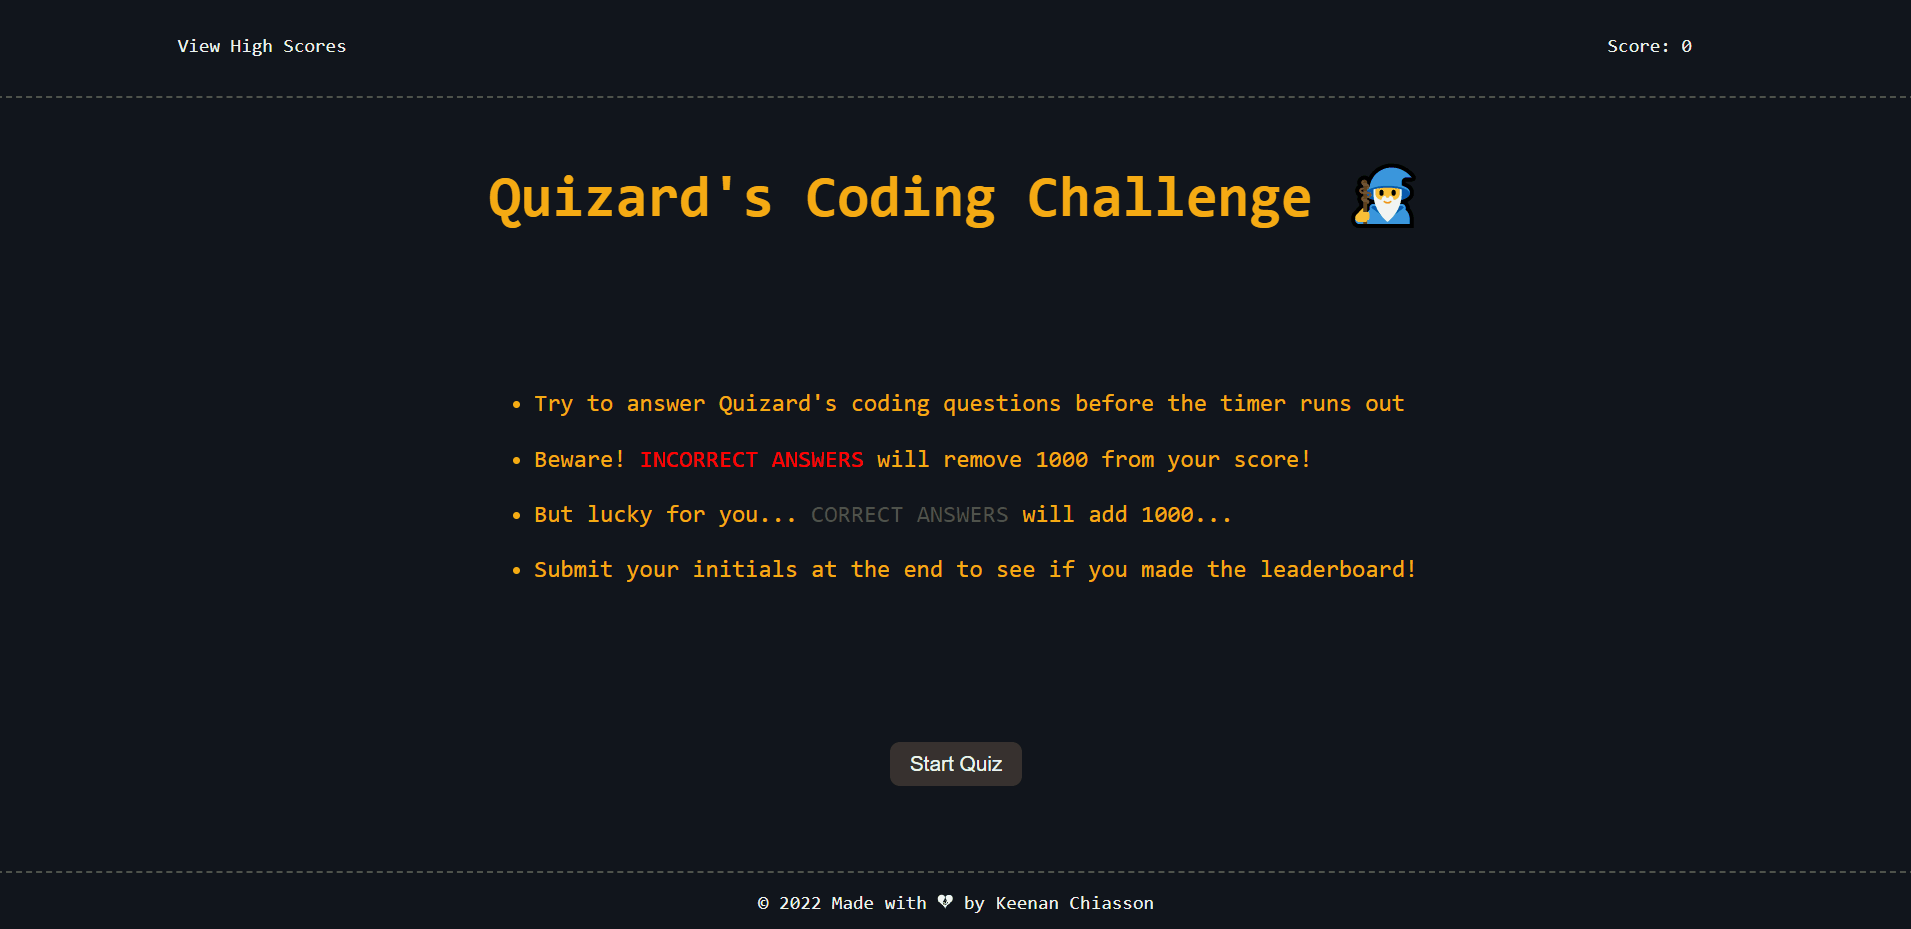 View High Scores
Score: 0
Quizard's Coding Challenge 🧙‍♂️
• Try to answer Quizard's coding questions before the timer runs out
• Beware! INCORRECT ANSWERS will remove 1000 from your score!
• But lucky for you... CORRECT ANSWERS will add 1000...
• Submit your initials at the end to see if you made the leaderboard!
Start Quiz
© 2022 Made with 💔 by Keenan Chiasson